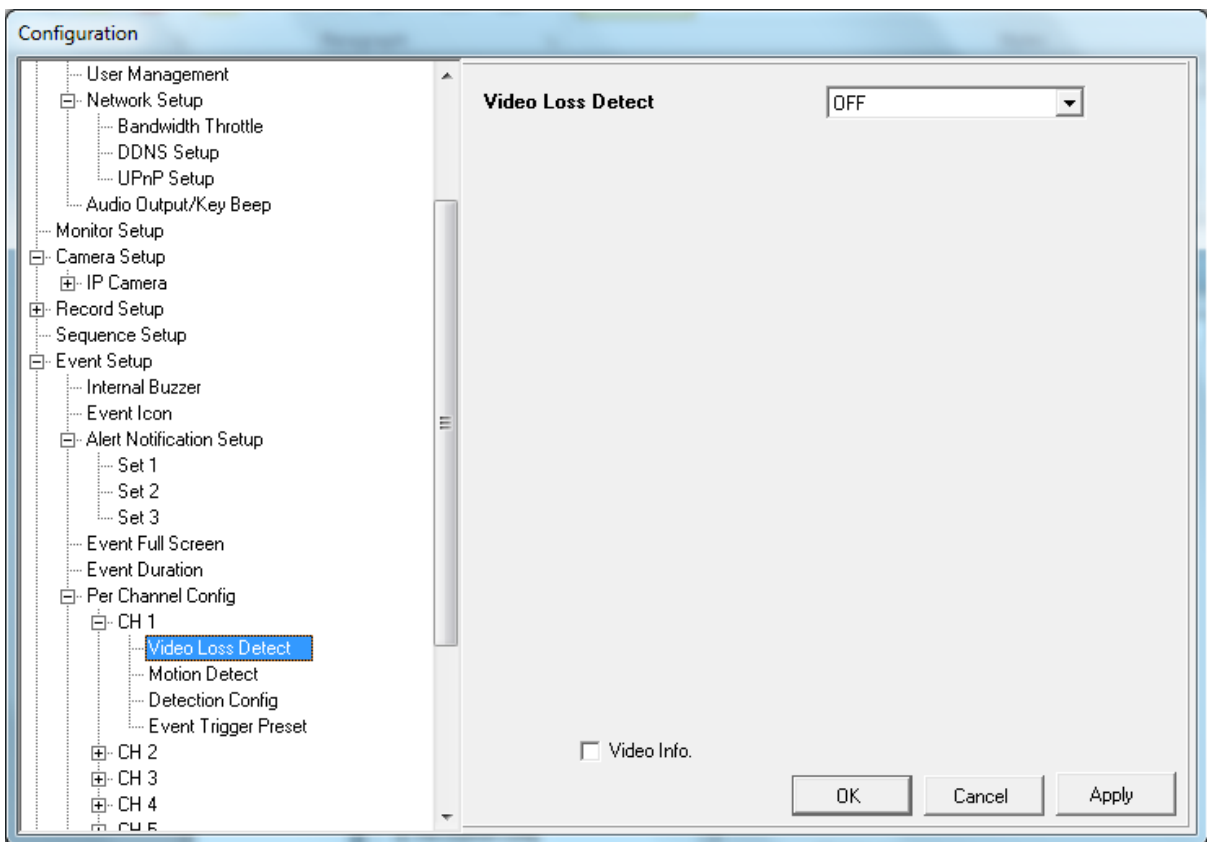 Configuration
User Management
Network Setup
Bandwidth Throttle
DDNS Setup
UPnP Setup
Audio Output/Key Beep
Monitor Setup
Camera Setup
IP Camera
Record Setup
Sequence Setup
Event Setup
Internal Buzzer
Event Icon
Alert Notification Setup
Set 1
Set 2
Set 3
Event Full Screen
Event Duration
Per Channel Config
CH 1
Video Loss Detect
Motion Detect
Detection Config
Event Trigger Preset
CH 2
CH 3
CH 4
CH 5
Video Loss Detect OFF
Video Info.
OK Cancel Apply